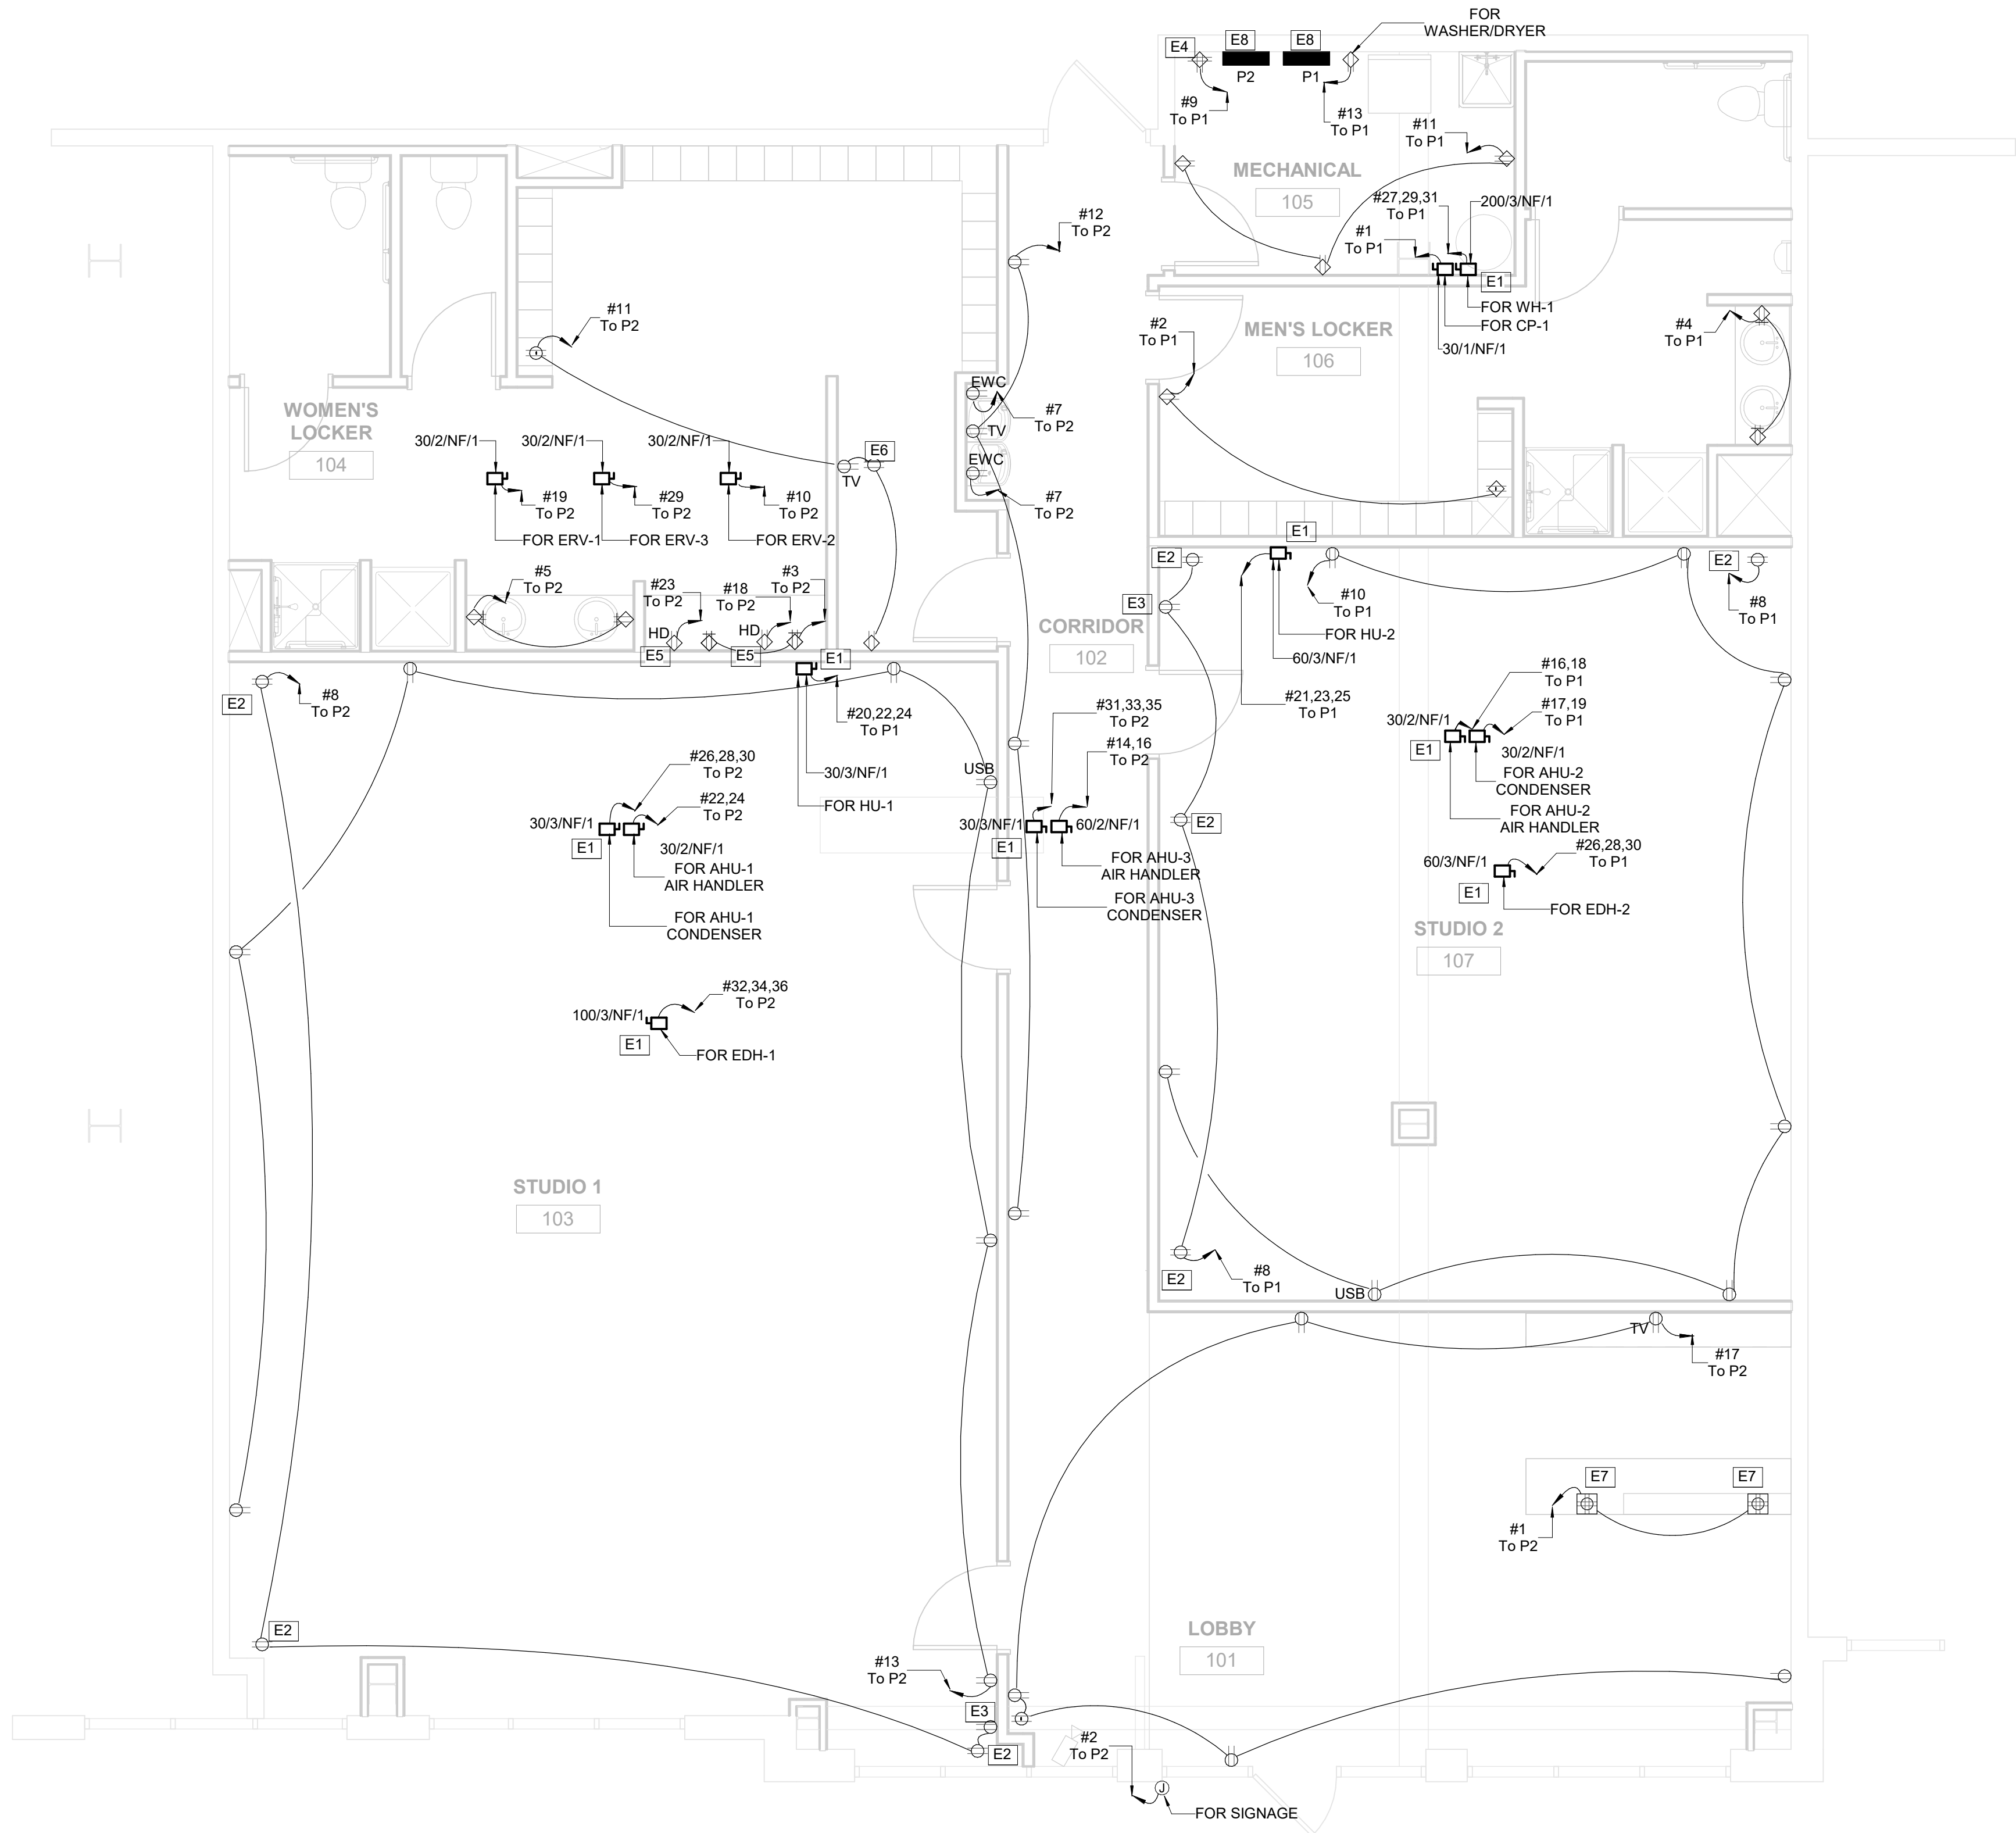 FOR
WASHER/DRYER
E4
E8
E8
P2
P1
#9
To P1
#13
To P1
#11
To P1
MECHANICAL
105
#27,29,31
To P1
200/3/NF/1
#1
To P1
E1
FOR WH-1
FOR CP-1
30/1/NF/1
#12
To P2
#2
To P1
MEN'S LOCKER
106
#4
To P1
#11
To P2
WOMEN'S
LOCKER
104
EWC
#7
To P2
TV
EWC
#7
To P2
30/2/NF/1
30/2/NF/1
30/2/NF/1
E6
TV
#19
To P2
#29
To P2
#10
To P2
FOR ERV-1
FOR ERV-3
FOR ERV-2
#5
To P2
#23
To P2
#18
To P2
#3
To P2
HD
HD
E5
E5
E1
E1
E2
E3
CORRIDOR
102
#10
To P1
FOR HU-2
60/3/NF/1
#21,23,25
To P1
E2
#8
To P1
E2
#8
To P2
#20,22,24
To P1
30/3/NF/1
FOR HU-1
USB
#31,33,35
To P2
#14,16
To P2
30/3/NF/1
60/2/NF/1
E1
FOR AHU-3
AIR HANDLER
FOR AHU-3
CONDENSER
E2
#16,18
To P1
#17,19
To P1
30/2/NF/1
E1
30/2/NF/1
FOR AHU-2
CONDENSER
FOR AHU-2
AIR HANDLER
#26,28,30
To P1
60/3/NF/1
E1
FOR EDH-2
STUDIO 2
107
#26,28,30
To P2
#22,24
To P2
30/3/NF/1
E1
30/2/NF/1
FOR AHU-1
AIR HANDLER
FOR AHU-1
CONDENSER
#32,34,36
To P2
100/3/NF/1
E1
FOR EDH-1
STUDIO 1
103
E2
#8
To P1
USB
TV
#17
To P2
E7
E7
#1
To P2
E2
LOBBY
101
#13
To P2
E3
E2
#2
To P2
J
FOR SIGNAGE